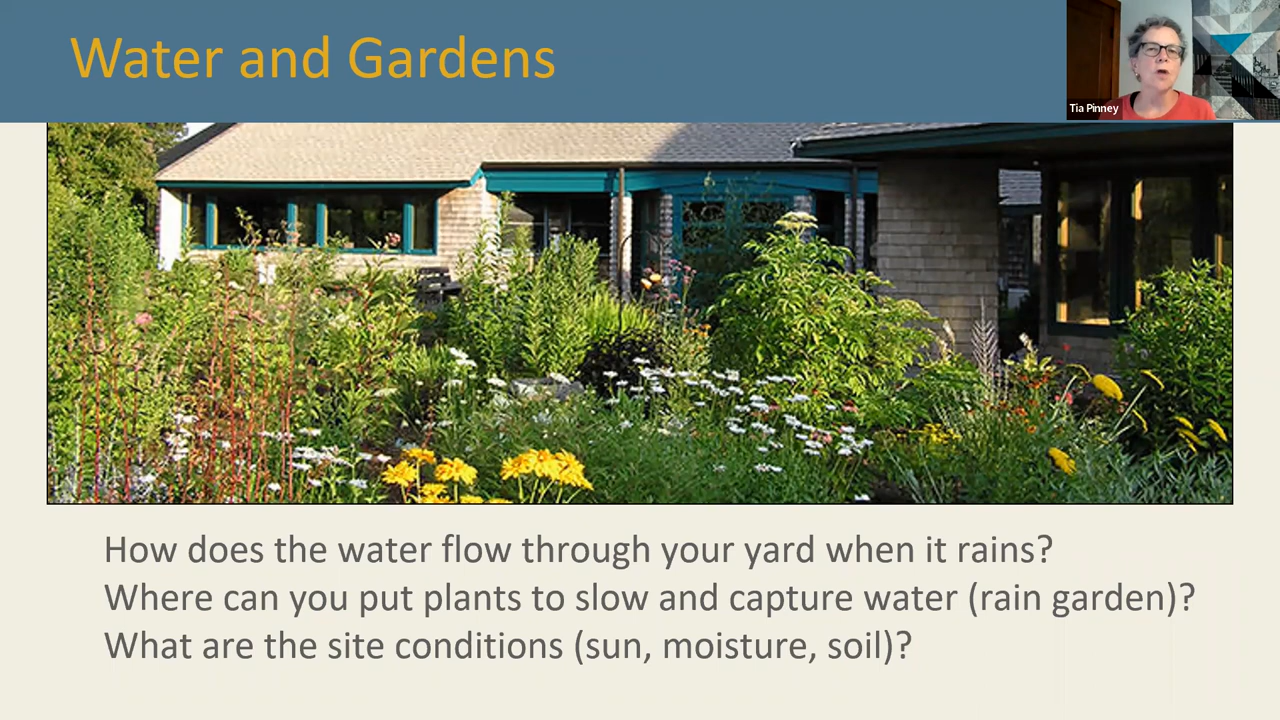 Water and Gardens
Tia Pinney
How does the water flow through your yard when it rains?
Where can you put plants to slow and capture water (rain garden)?
What are the site conditions (sun, moisture, soil)?